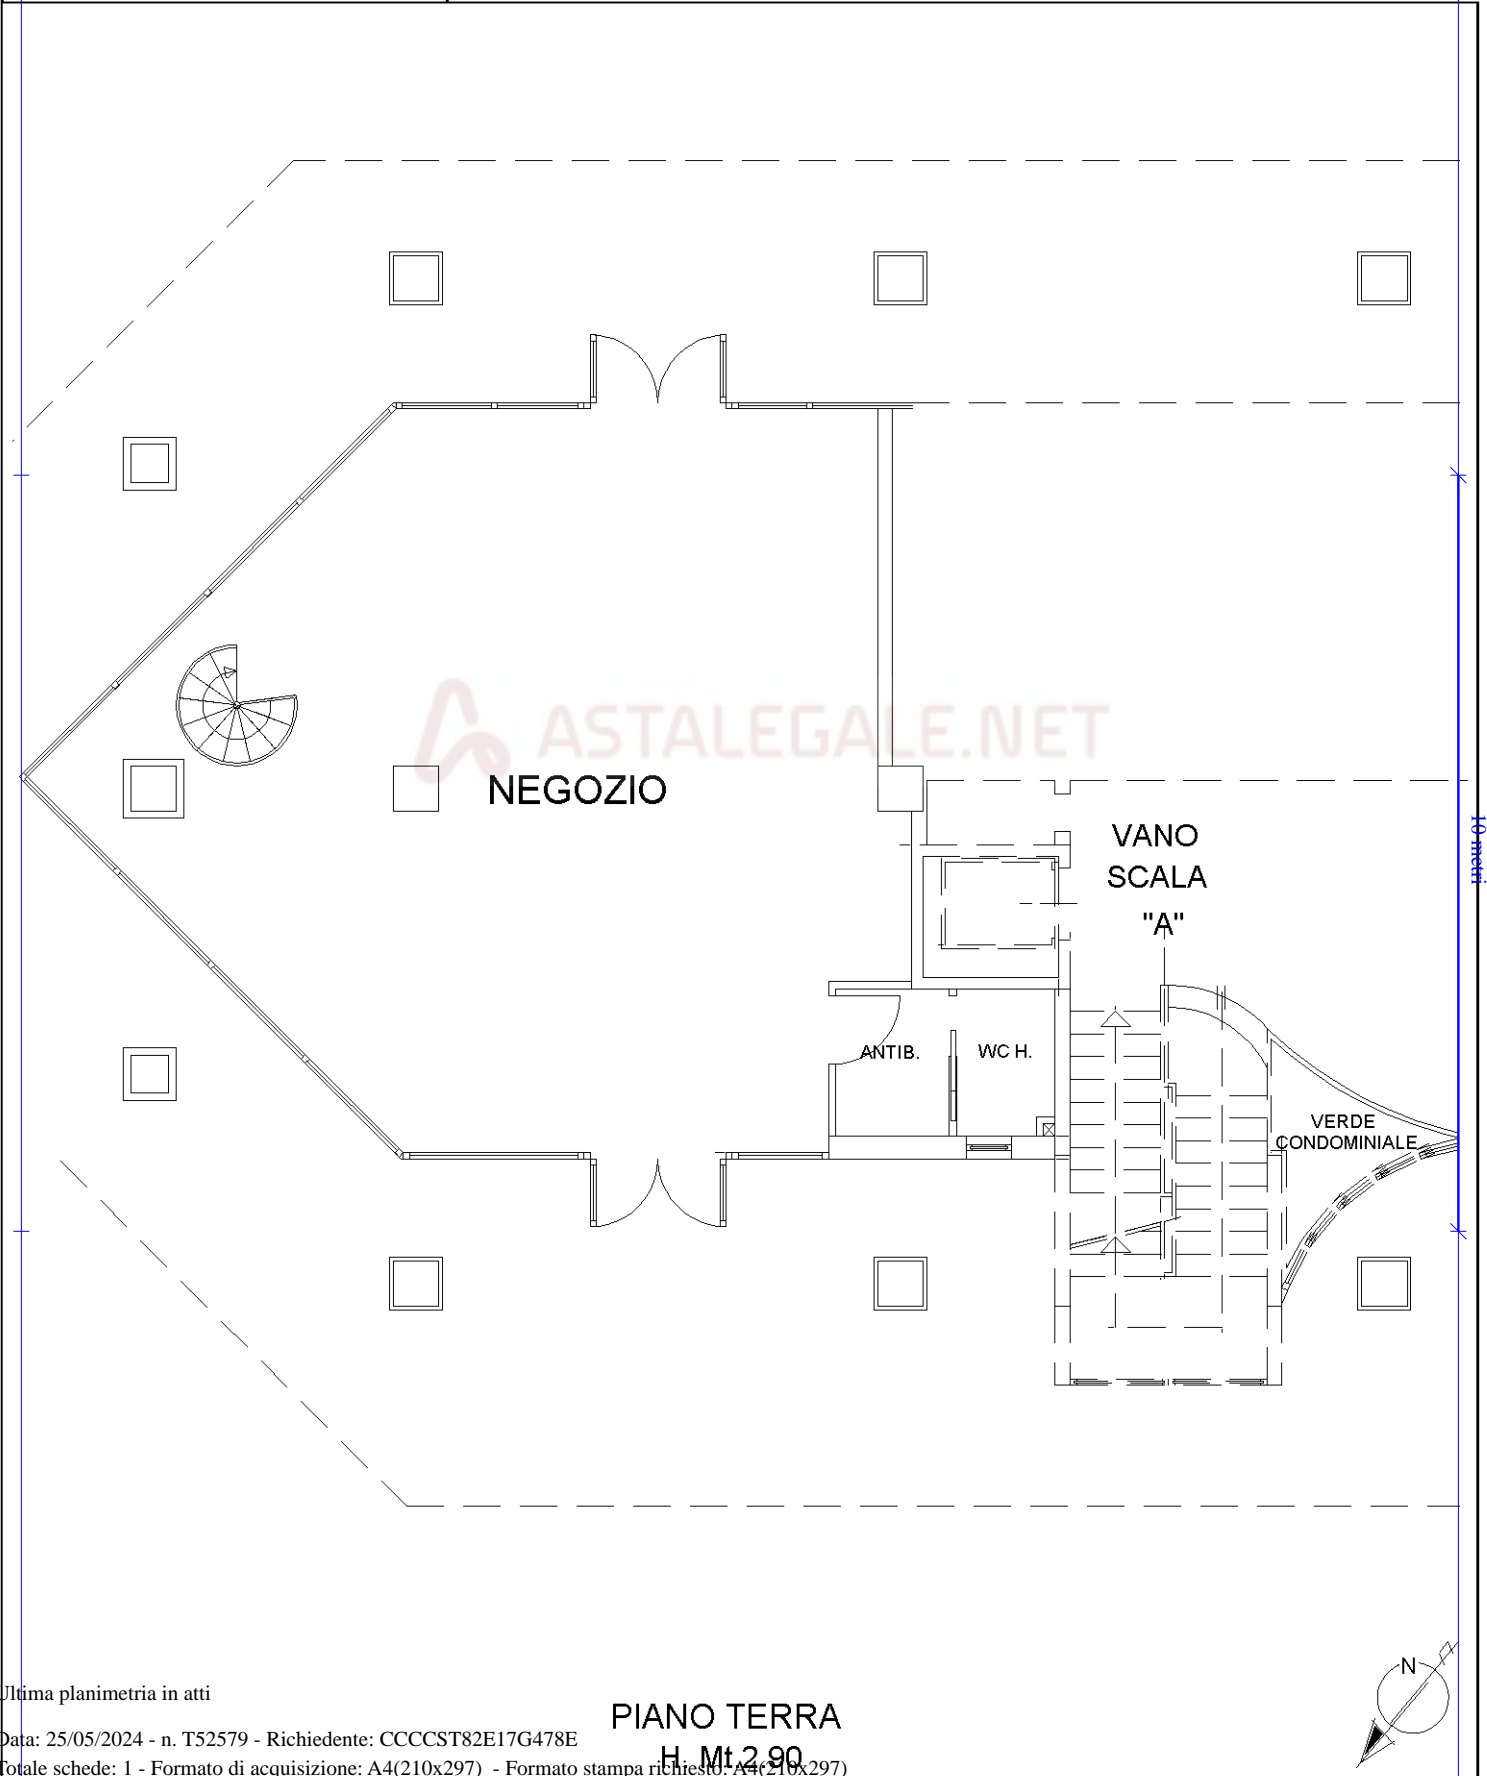 ASTALEGALE.NET
NEGOZIO
VANO
SCALA
"A"
10 metri
ANTIB.
WC H.
VERDE
CONDOMINIALE
N
Ultima planimetria in atti
PIANO TERRA
Data: 25/05/2024 - n. T52579 - Richiedente: CCCCST82E17G478E
H. Mt.2.90
Totale schede: 1 - Formato di acquisizione: A4(210x297) - Formato stampa richiesto: A4(210x297)